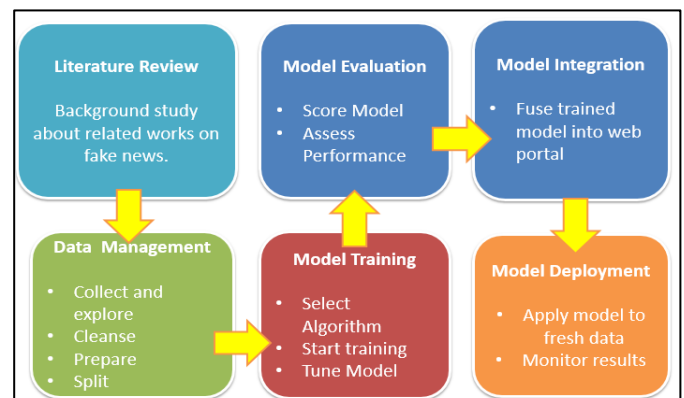 Literature Review
Background study
about related works on
fake news.
Data Management
• Collect and
explore
• Cleanse
• Prepare
• Split
Model Training
• Select
Algorithm
• Start training
• Tune Model
Model Evaluation
• Score Model
• Assess
Performance
Model Integration
• Fuse trained
model into web
portal
Model Deployment
• Apply model to
fresh data
• Monitor results